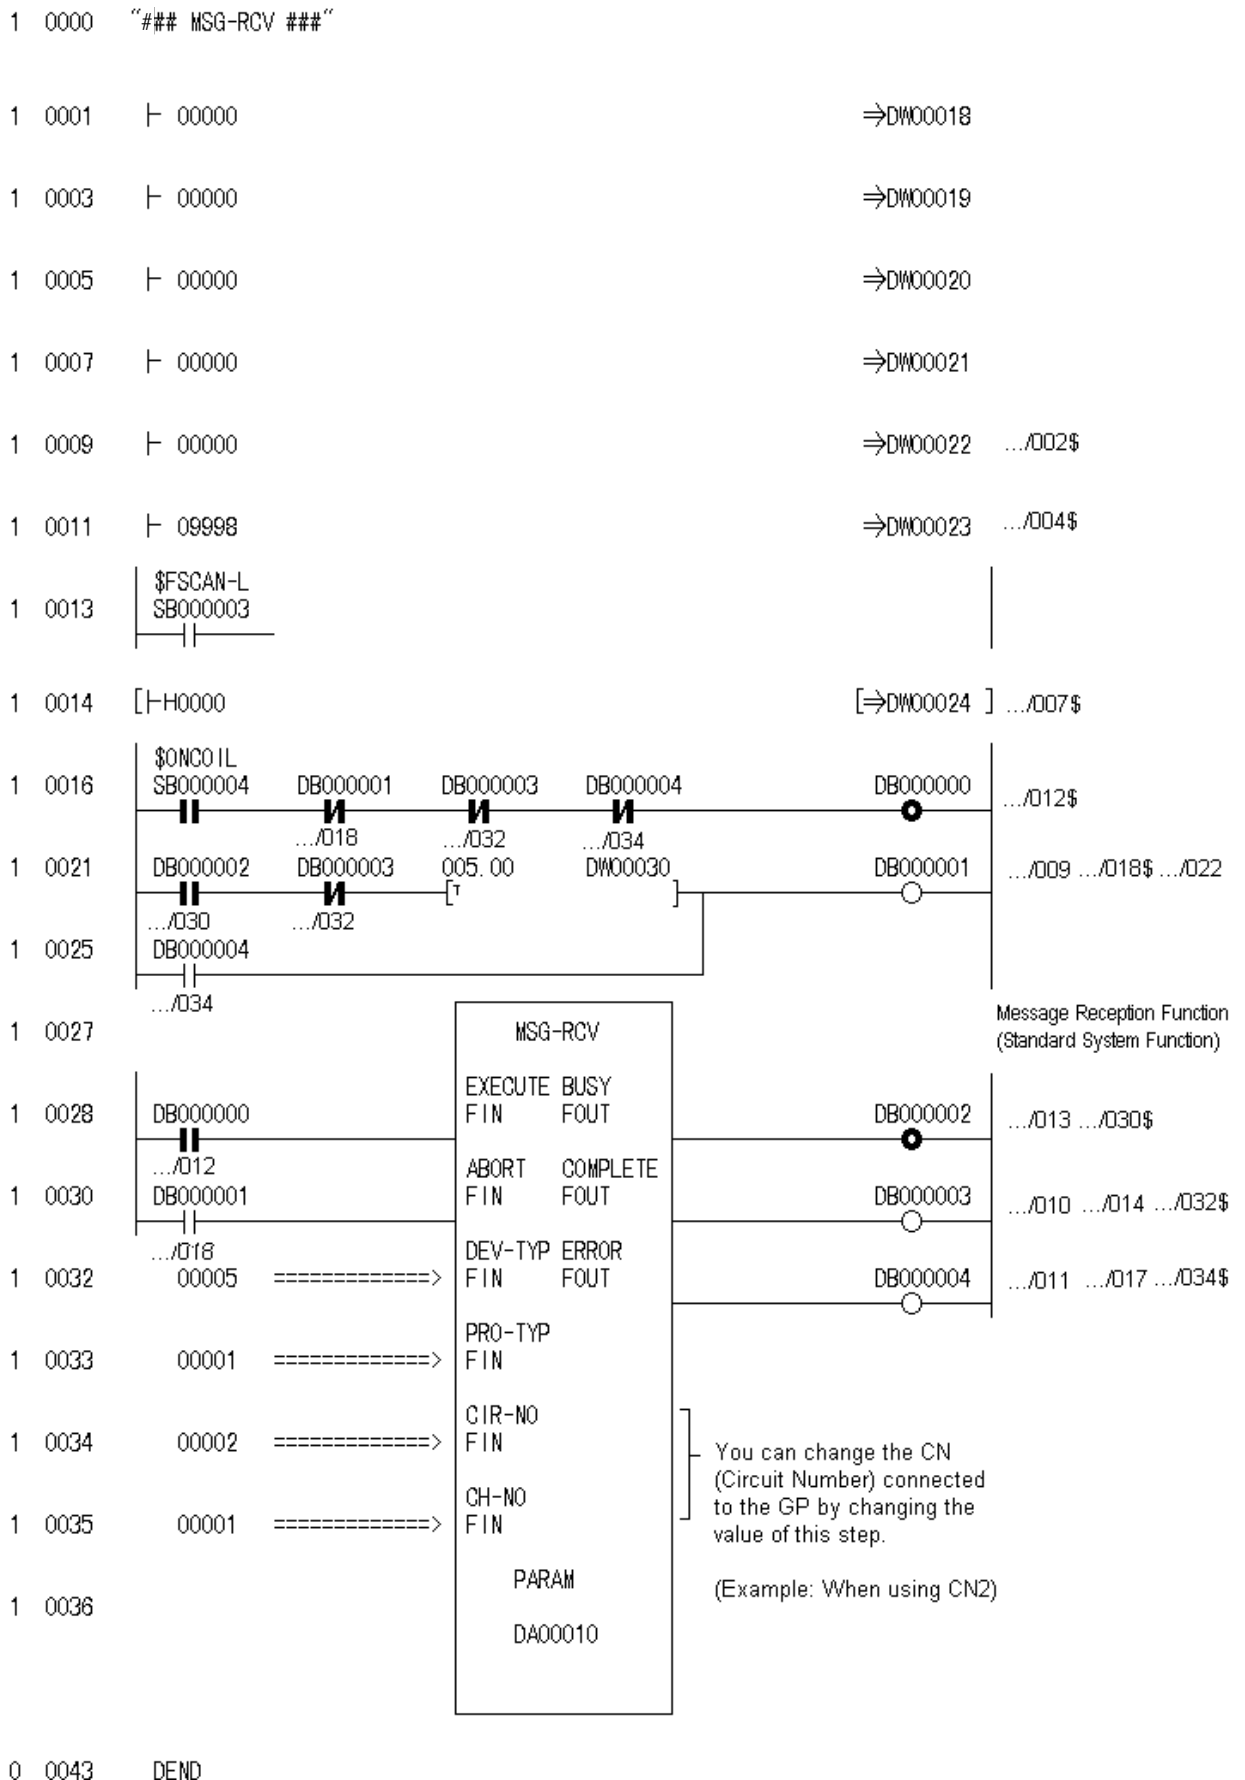 1 0000 "### MSG-RCV ###"
1 0001 ├ 00000 ⇒DW00018
1 0003 ├ 00000 ⇒DW00019
1 0005 ├ 00000 ⇒DW00020
1 0007 ├ 00000 ⇒DW00021
1 0009 ├ 00000 ⇒DW00022 .../002$
1 0011 ├ 09998 ⇒DW00023 .../004$
$FSCAN-L
1 0013 SB000003
1 0014 [├H0000 [⇒DW00024 ] .../007$
$ONCOIL
1 0016 SB000004 DB000001 DB000003 DB000004 DB000000 .../012$
.../018 .../032 .../034
1 0021 DB000002 DB000003 005.00 DW00030 DB000001 .../009 .../018$ .../022
[T ]
.../030 .../032
1 0025 DB000004
.../034
1 0027 MSG-RCV Message Reception Function
(Standard System Function)
EXECUTE BUSY
1 0028 DB000000 FIN FOUT DB000002 .../013 .../030$
.../012
ABORT COMPLETE
1 0030 DB000001 FIN FOUT DB000003 .../010 .../014 .../032$
.../018
DEV-TYP ERROR
1 0032 00005 =============> FIN FOUT DB000004 .../011 .../017 .../034$
PRO-TYP
1 0033 00001 =============> FIN
CIR-NO
1 0034 00002 =============> FIN
CH-NO
1 0035 00001 =============> FIN
You can change the CN
(Circuit Number) connected
to the GP by changing the
value of this step.
(Example: When using CN2)
PARAM
1 0036
DA00010
0 0043 DEND